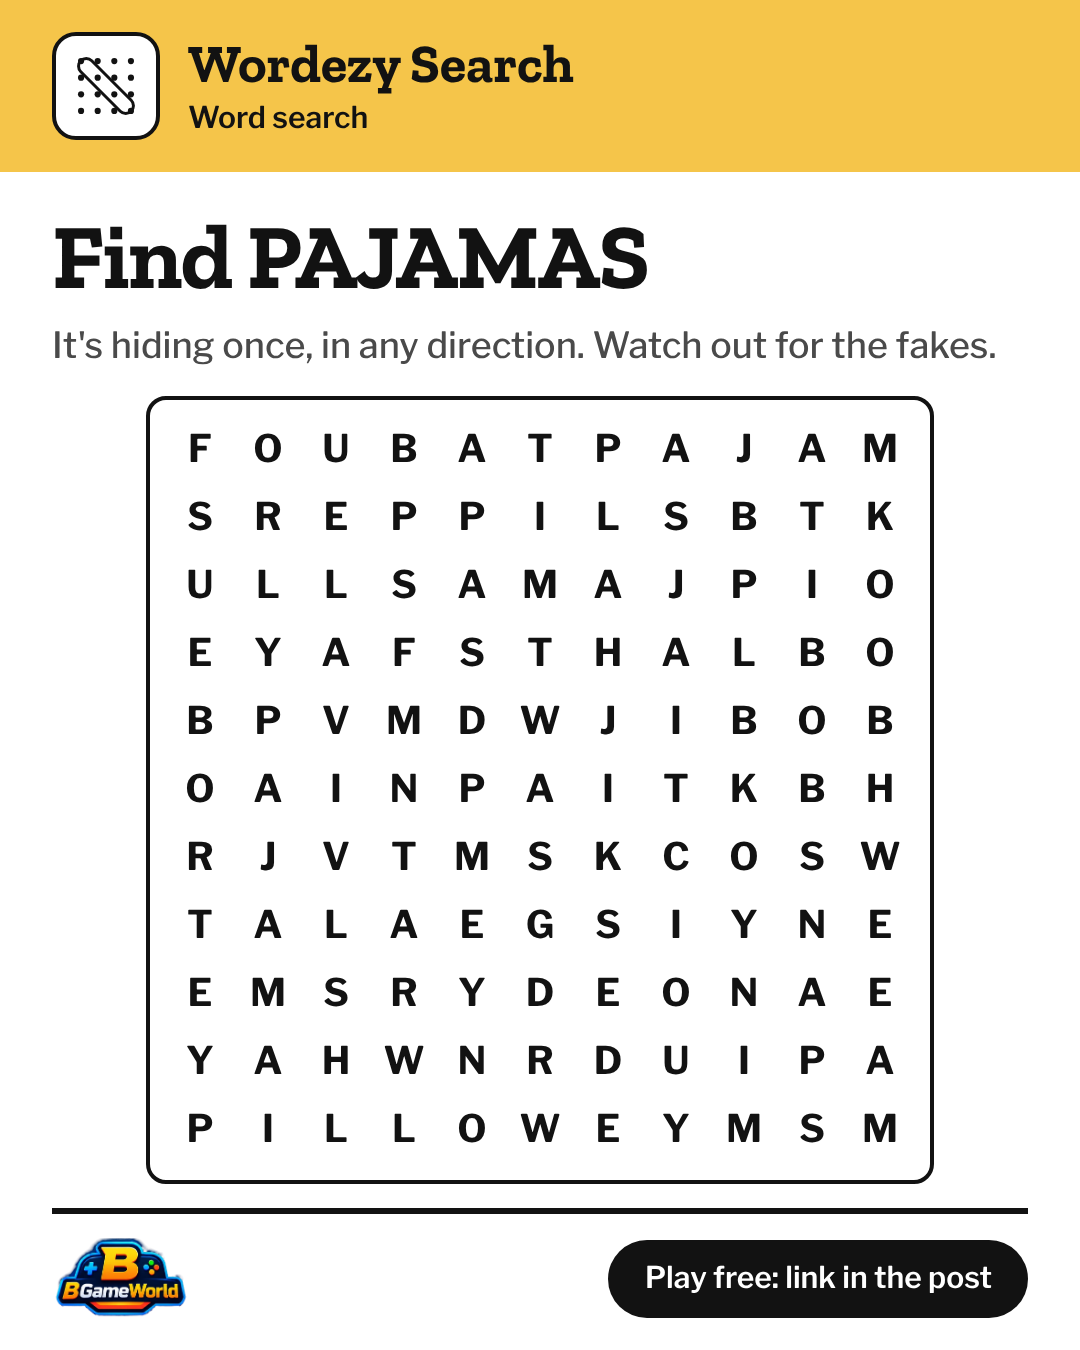 Wordezy Search
Word search
Find PAJAMAS
It's hiding once, in any direction. Watch out for the fakes.
F O U B A T P A J A M
S R E P P I L S B T K
U L L S A M A J P I O
E Y A F S T H A L B O
B P V M D W J I B O B
O A I N P A I T K B H
R J V T M S K C O S W
T A L A E G S I Y N E
E M S R Y D E O N A E
Y A H W N R D U I P A
P I L L O W E Y M S M
B
BGameWorld
Play free: link in the post